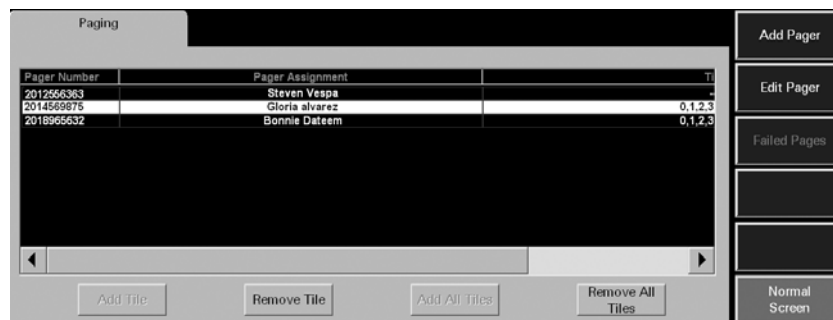 Paging
Add Pager
Pager Number Pager Assignment Ti
2012556363 Steven Vespa -
2014569875 Gloria alvarez 0,1,2,3
2018965632 Bonnie Dateem 0,1,2,3
Edit Pager
Failed Pages
Add Tile Remove Tile Add All Tiles Remove All
Tiles
Normal
Screen